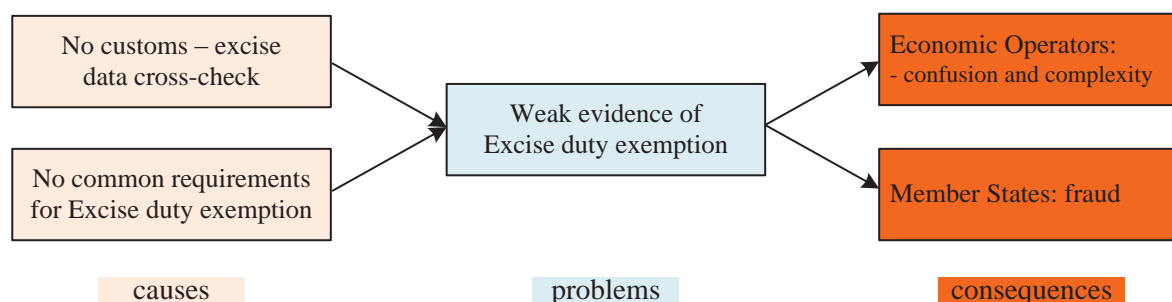 No customs – excise
data cross-check
No common requirements
for Excise duty exemption
Weak evidence of
Excise duty exemption
Economic Operators:
- confusion and complexity
Member States: fraud
causes
problems
consequences